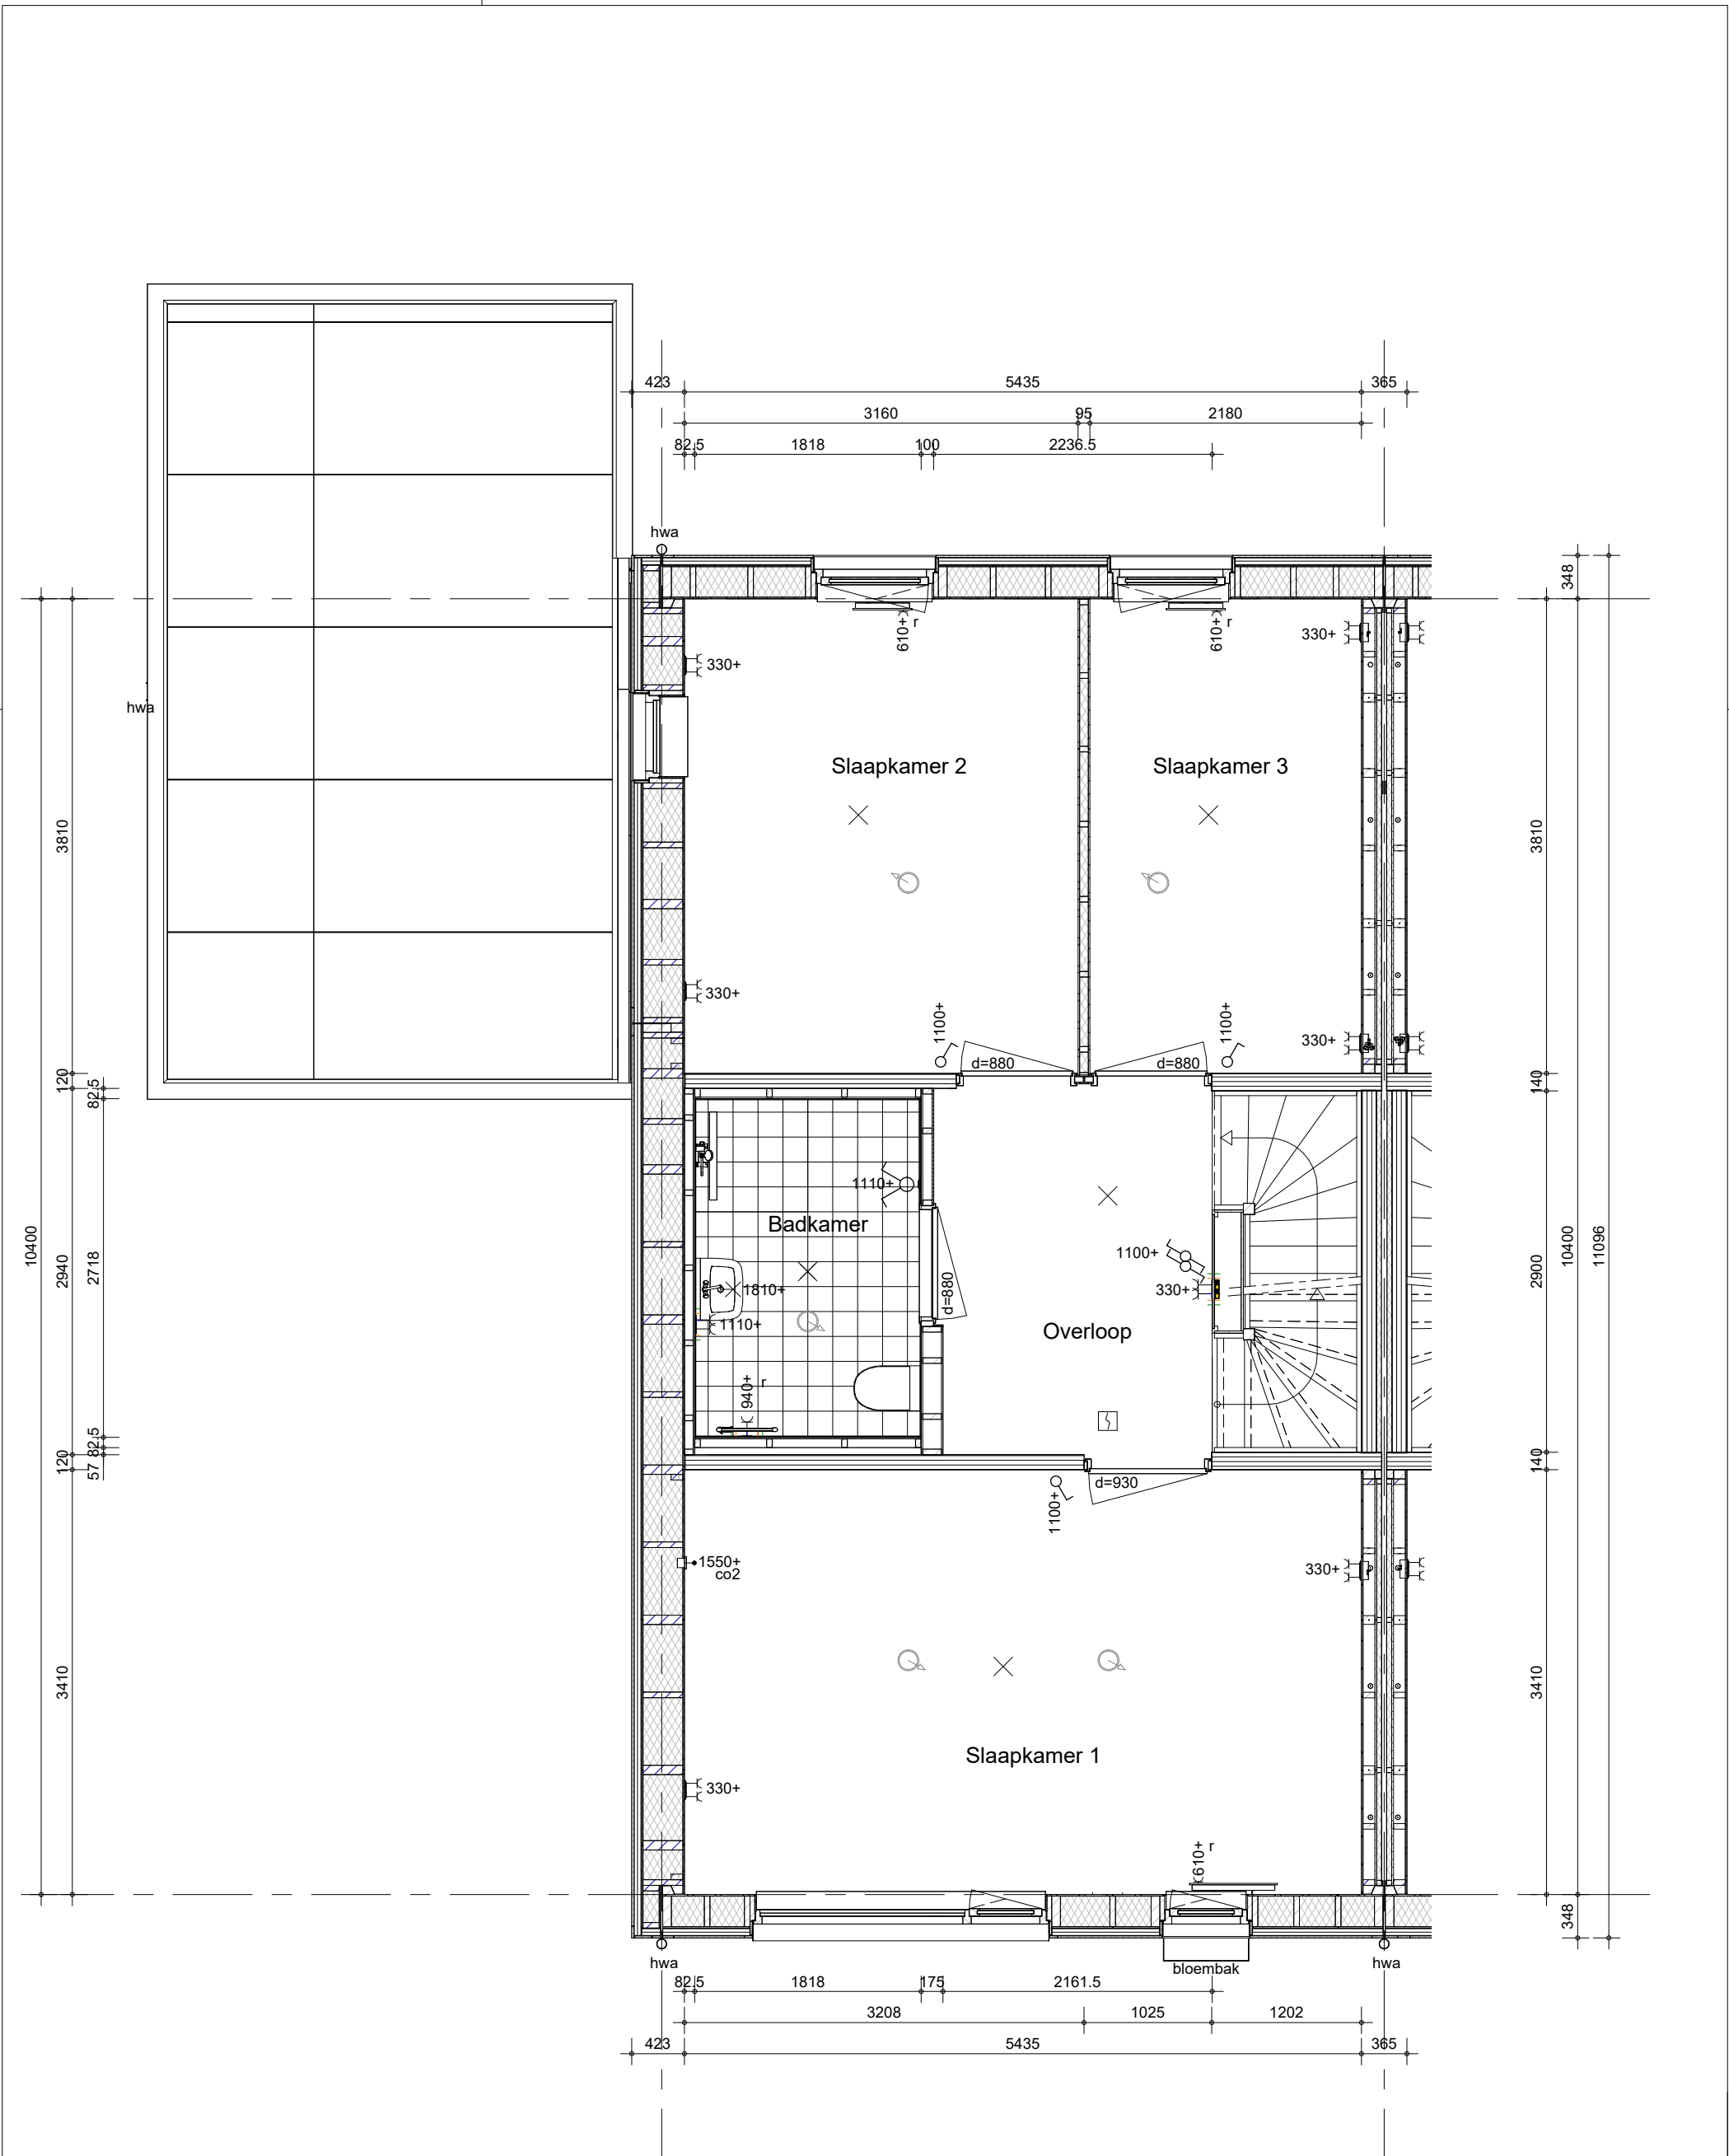 423 5435 365
3160 95 2180
82.5 1818 100 2236.5
hwa
348
610+ r
610+ r
330+
330+
hwa
Slaapkamer 2
Slaapkamer 3
3810
3810
330+
1100+
1100+
330+
d=880
d=880
120
82.5
140
1110+
Badkamer
10400
2940
2718
1100+
330+
1810+
1110+
d=880
Overloop
2900
10400
11096
940+ r
120
82.5
57
140
d=930
1100+
1550+
co2
330+
3410
3410
Slaapkamer 1
330+
610+ r
348
hwa
bloembak
hwa
82.5 1818 175 2161.5
3208 1025 1202
423 5435 365